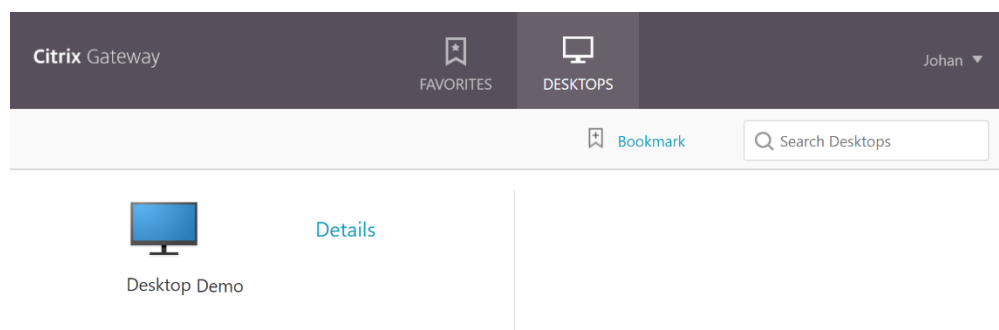 Citrix Gateway
FAVORITES
DESKTOPS
Johan
Bookmark
Search Desktops
Details
Desktop Demo